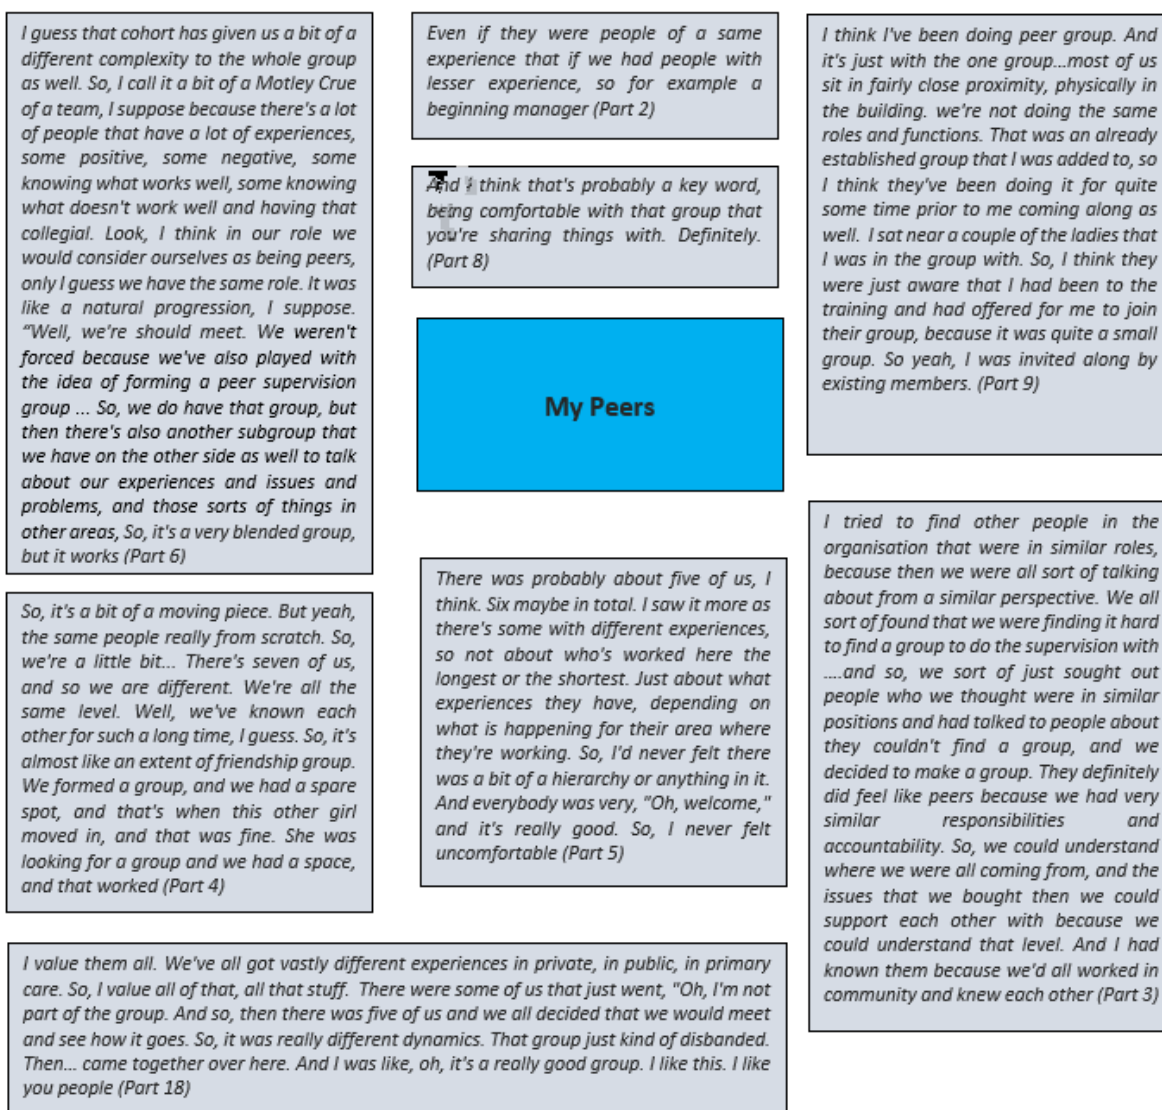 I guess that cohort has given us a bit of a
different complexity to the whole group
as well. So, I call it a bit of a Motley Crue
of a team, I suppose because there's a lot
of people that have a lot of experiences,
some positive, some negative, some
knowing what works well, some knowing
what doesn't work well and having that
collegial. Look, I think in our role we
would consider ourselves as being peers,
only I guess we have the same role. It was
like a natural progression, I suppose.
“Well, we're should meet. We weren't
forced because we've also played with
the idea of forming a peer supervision
group ... So, we do have that group, but
then there's also another subgroup that
we have on the other side as well to talk
about our experiences and issues and
problems, and those sorts of things in
other areas, So, it's a very blended group,
but it works (Part 6)
So, it's a bit of a moving piece. But yeah,
the same people really from scratch. So,
we're a little bit... There's seven of us,
and so we are different. We're all the
same level. Well, we've known each
other for such a long time, I guess. So, it's
almost like an extent of friendship group.
We formed a group, and we had a spare
spot, and that's when this other girl
moved in, and that was fine. She was
looking for a group and we had a space,
and that worked (Part 4)
Even if they were people of a same
experience that if we had people with
lesser experience, so for example a
beginning manager (Part 2)
And I think that's probably a key word,
being comfortable with that group that
you're sharing things with. Definitely.
(Part 8)
My Peers
There was probably about five of us, I
think. Six maybe in total. I saw it more as
there's some with different experiences,
so not about who's worked here the
longest or the shortest. Just about what
experiences they have, depending on
what is happening for their area where
they're working. So, I'd never felt there
was a bit of a hierarchy or anything in it.
And everybody was very, "Oh, welcome,"
and it's really good. So, I never felt
uncomfortable (Part 5)
I think I've been doing peer group. And
it's just with the one group...most of us
sit in fairly close proximity, physically in
the building. we're not doing the same
roles and functions. That was an already
established group that I was added to, so
I think they've been doing it for quite
some time prior to me coming along as
well. I sat near a couple of the ladies that
I was in the group with. So, I think they
were just aware that I had been to the
training and had offered for me to join
their group, because it was quite a small
group. So yeah, I was invited along by
existing members. (Part 9)
I tried to find other people in the
organisation that were in similar roles,
because then we were all sort of talking
about from a similar perspective. We all
sort of found that we were finding it hard
to find a group to do the supervision with
....and so, we sort of just sought out
people who we thought were in similar
positions and had talked to people about
they couldn't find a group, and we
decided to make a group. They definitely
did feel like peers because we had very
similar responsibilities and
accountability. So, we could understand
where we were all coming from, and the
issues that we bought then we could
support each other with because we
could understand that level. And I had
known them because we'd all worked in
community and knew each other (Part 3)
I value them all. We've all got vastly different experiences in private, in public, in primary
care. So, I value all of that, all that stuff. There were some of us that just went, "Oh, I'm not
part of the group. And so, then there was five of us and we all decided that we would meet
and see how it goes. So, it was really different dynamics. That group just kind of disbanded.
Then... came together over here. And I was like, oh, it's a really good group. I like this. I like
you people (Part 18)